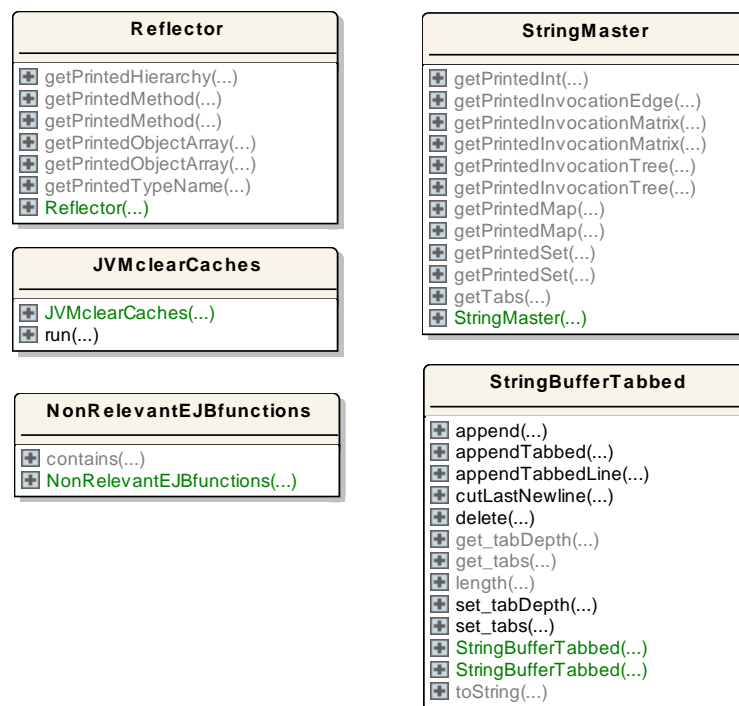 Reflector
getPrintedHierarchy(...)
getPrintedMethod(...)
getPrintedMethod(...)
getPrintedObjectArray(...)
getPrintedObjectArray(...)
getPrintedTypeName(...)
Reflector(...)
JVMclearCaches
JVMclearCaches(...)
run(...)
NonRelevantEJBfunctions
contains(...)
NonRelevantEJBfunctions(...)
StringMaster
getPrintedInt(...)
getPrintedInvocationEdge(...)
getPrintedInvocationMatrix(...)
getPrintedInvocationMatrix(...)
getPrintedInvocationTree(...)
getPrintedInvocationTree(...)
getPrintedMap(...)
getPrintedMap(...)
getPrintedSet(...)
getPrintedSet(...)
getTabs(...)
StringMaster(...)
StringBufferTabbed
append(...)
appendTabbed(...)
appendTabbedLine(...)
cutLastNewline(...)
delete(...)
get_tabDepth(...)
get_tabs(...)
length(...)
set_tabDepth(...)
set_tabs(...)
StringBufferTabbed(...)
StringBufferTabbed(...)
toString(...)